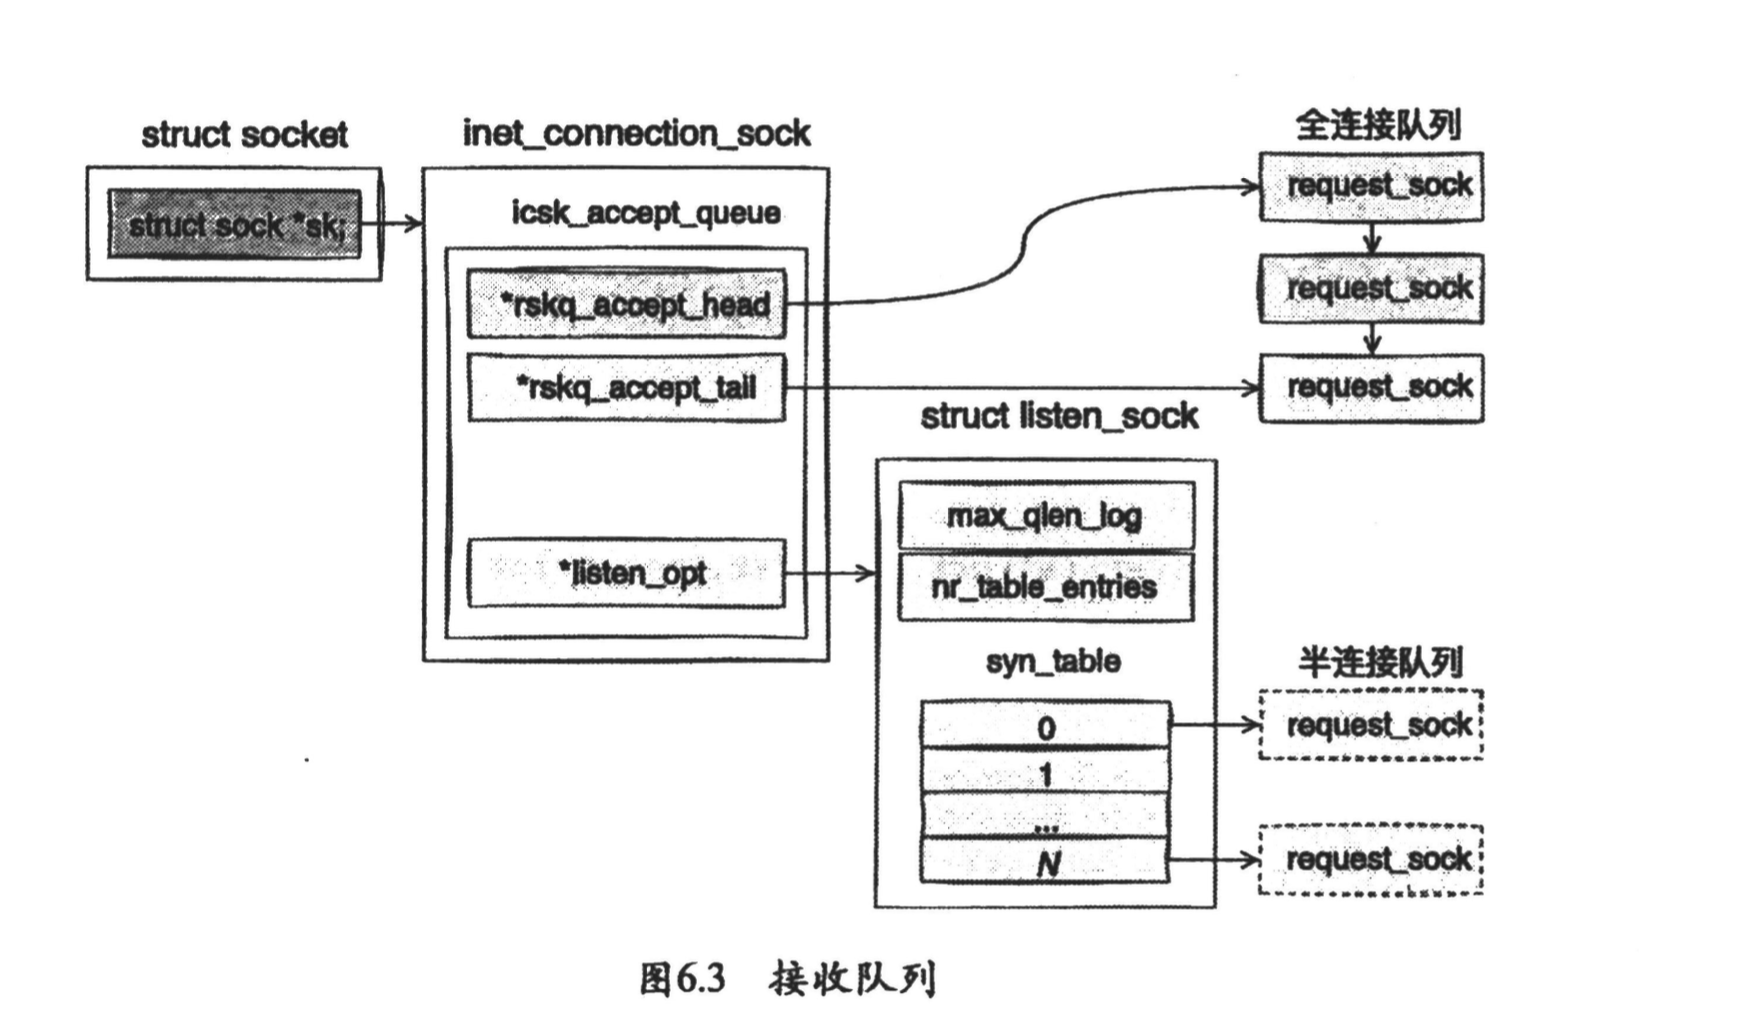 struct socket
struct sock *sk;
inet_connection_sock
icsk_accept_queue
*rskq_accept_head
*rskq_accept_tail
*listen_opt
全连接队列
request_sock
request_sock
request_sock
struct listen_sock
max_qlen_log
nr_table_entries
syn_table
0
1
...
N
半连接队列
request_sock
request_sock
图6.3 接收队列